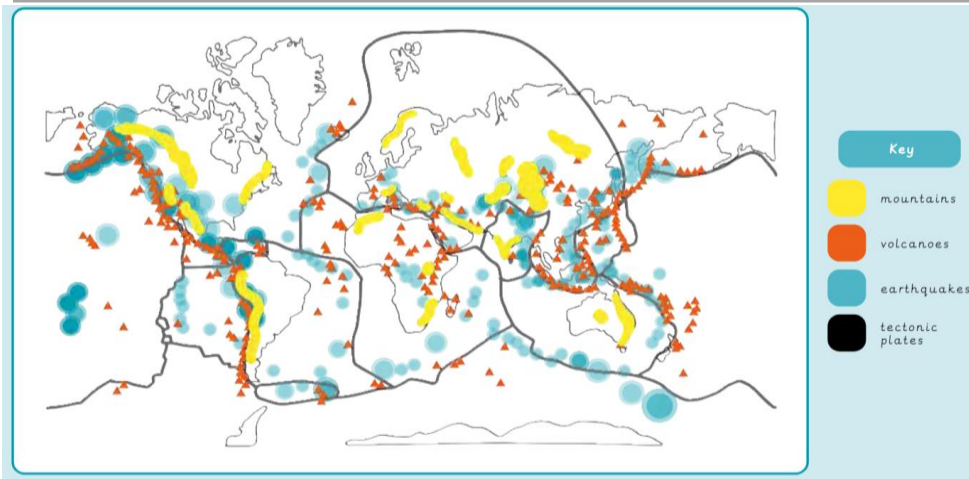 Key
mountains
volcanoes
earthquakes
tectonic
plates